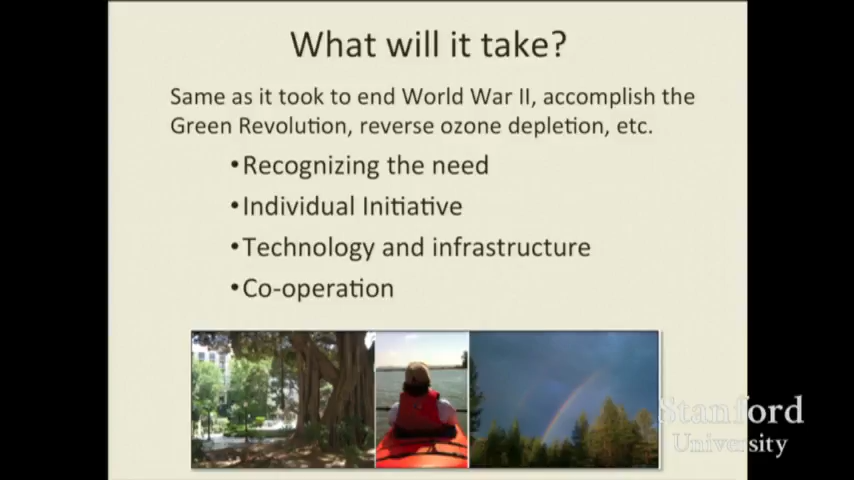 What will it take?
Same as it took to end World War II, accomplish the
Green Revolution, reverse ozone depletion, etc.
•Recognizing the need
•Individual Initiative
•Technology and infrastructure
•Co-operation
Stanford
University